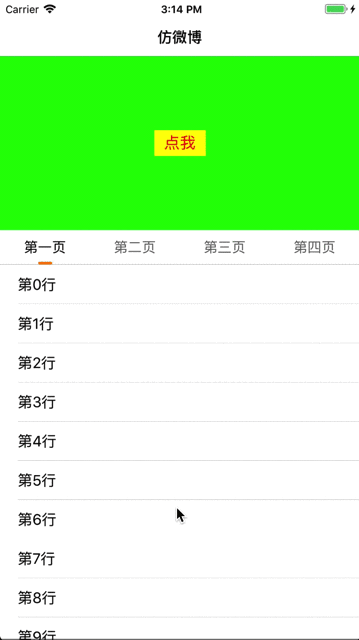 Carrier 3:14 PM
仿微博
点我
第一页 第二页 第三页 第四页
第0行
第1行
第2行
第3行
第4行
第5行
第6行
第7行
第8行
第9行